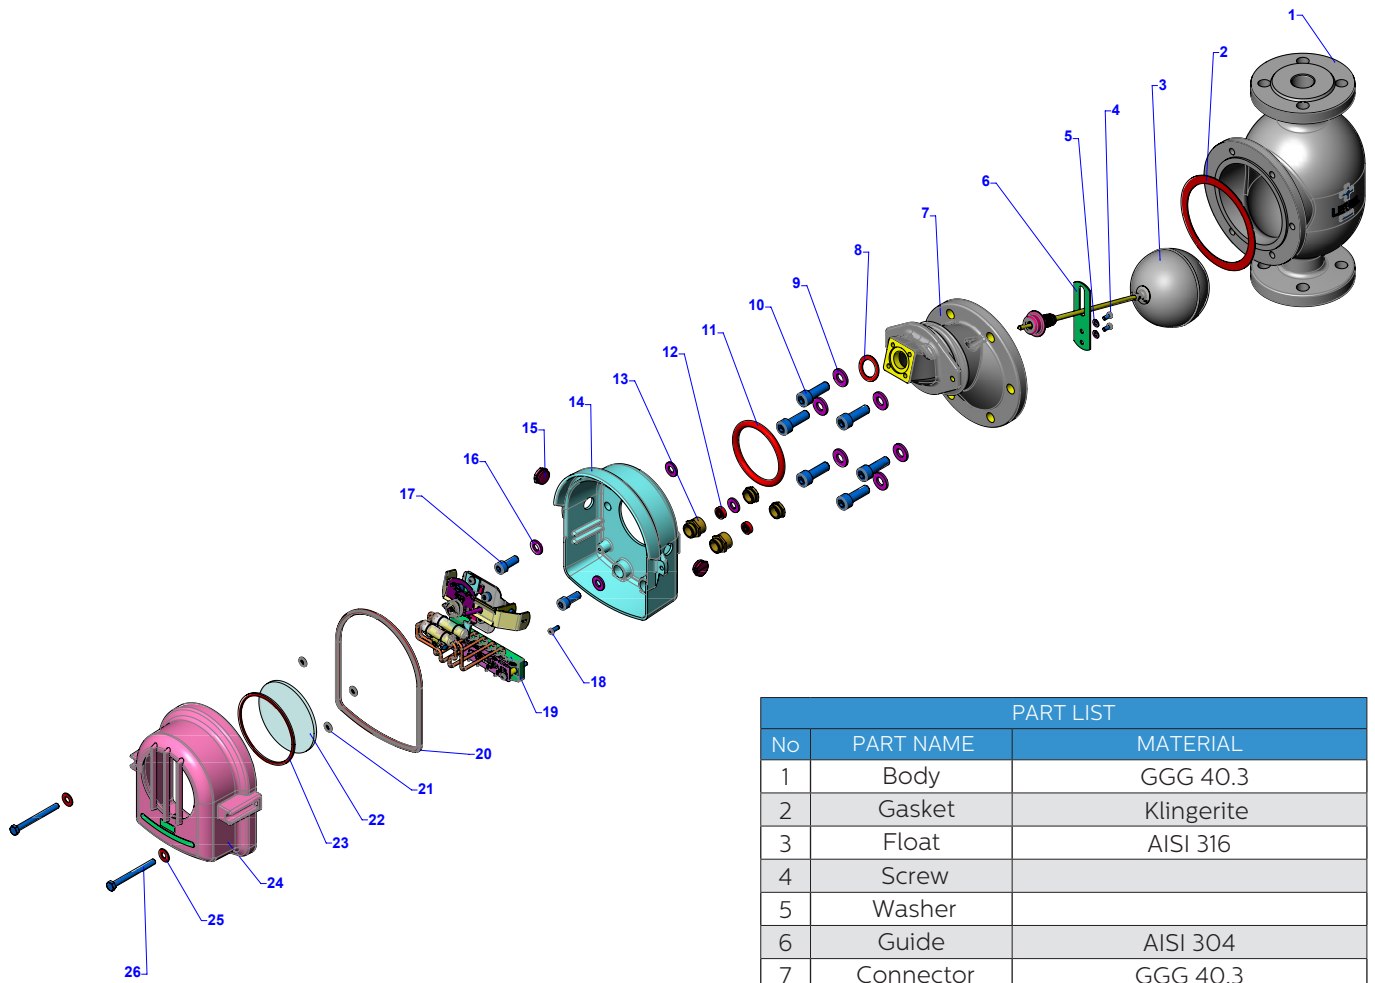 1
2
3
4
5
6
7
8
9
10
11
12
13
14
15
16
17
18
19
20
21
22
23
24
25
26
PART LIST
No PART NAME MATERIAL
1 Body GGG 40.3
2 Gasket Klingerite
3 Float AISI 316
4 Screw
5 Washer
6 Guide AISI 304
7 Connector GGG 40.3